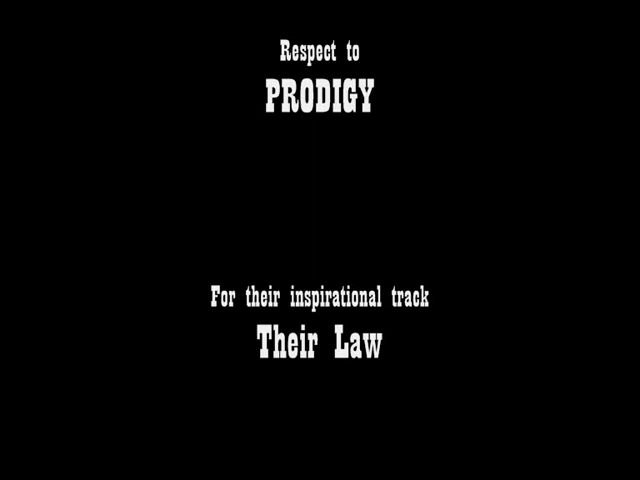 Respect to
PRODIGY
For their inspirational track
Their Law